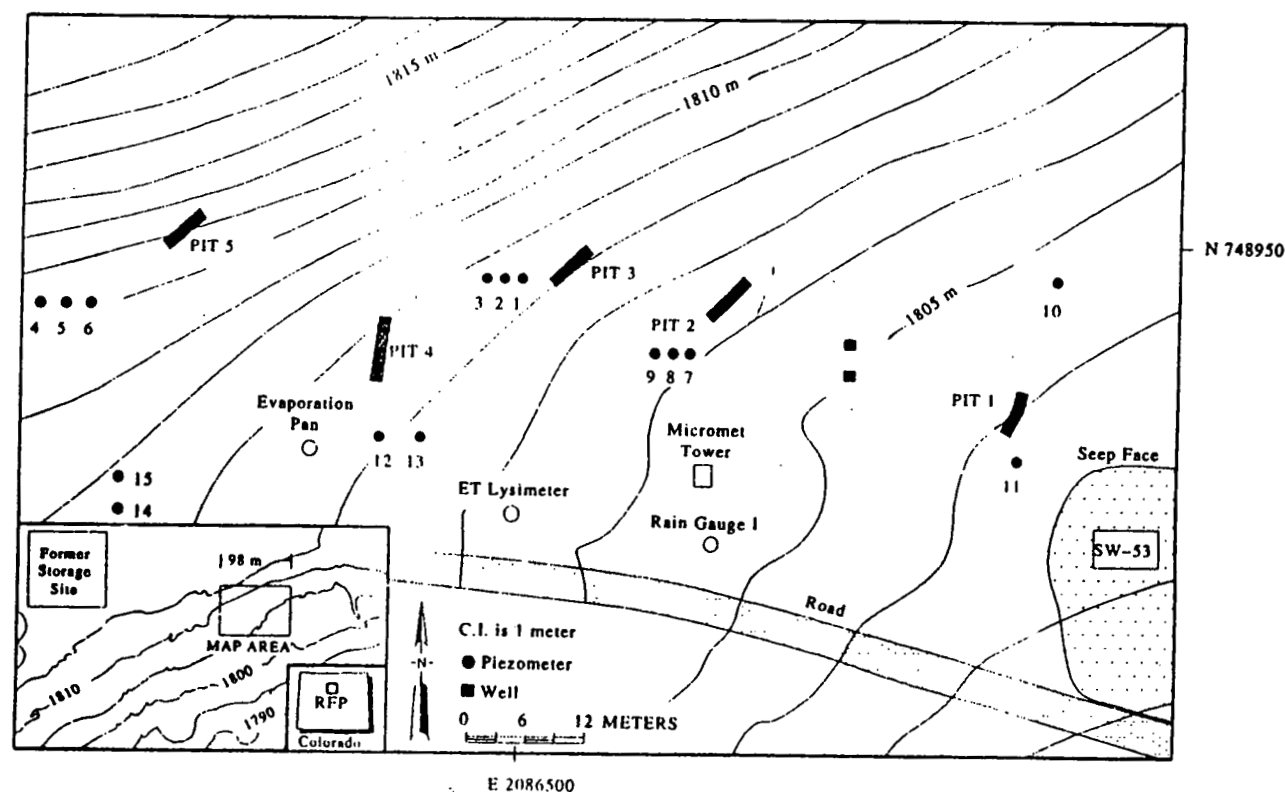 1815 m
1810 m
PIT 5
N 748950
PIT 3
3 2 1
10
4 5 6
1805 m
PIT 2
PIT 4
9 8 7
Evaporation
Pan
PIT 1
Micromet
Tower
12 13
Seep Face
15
ET Lysimeter
11
14
Rain Gauge 1
SW-53
Former
Storage
Site
98 m
Road
MAP AREA
C.I. is 1 meter
-N-
Piezometer
1810
1800
1790
RFP
Colorado
Well
0 6 12 METERS
E 2086500